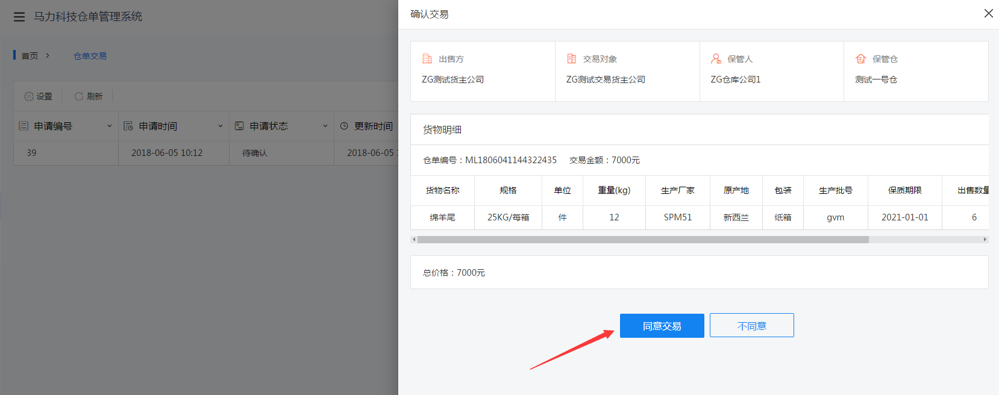 马力科技仓单管理系统
首页 仓单交易
设置 刷新
申请编号 申请时间 申请状态 更新时间
39 2018-06-05 10:12 待确认 2018-06-05
确认交易
出售方 交易对象 保管人 保管仓
ZG测试货主公司 ZG测试交易货主公司 ZG仓库公司1 测试一号仓
货物明细
仓单编号：ML1806041144322435 交易金额：7000元
货物名称 规格 单位 重量(kg) 生产厂家 原产地 包装 生产批号 保质期限 出售数量
绵羊尾 25KG/每箱 件 12 SPM51 新西兰 纸箱 gvm 2021-01-01 6
总价格：7000元
同意交易 不同意